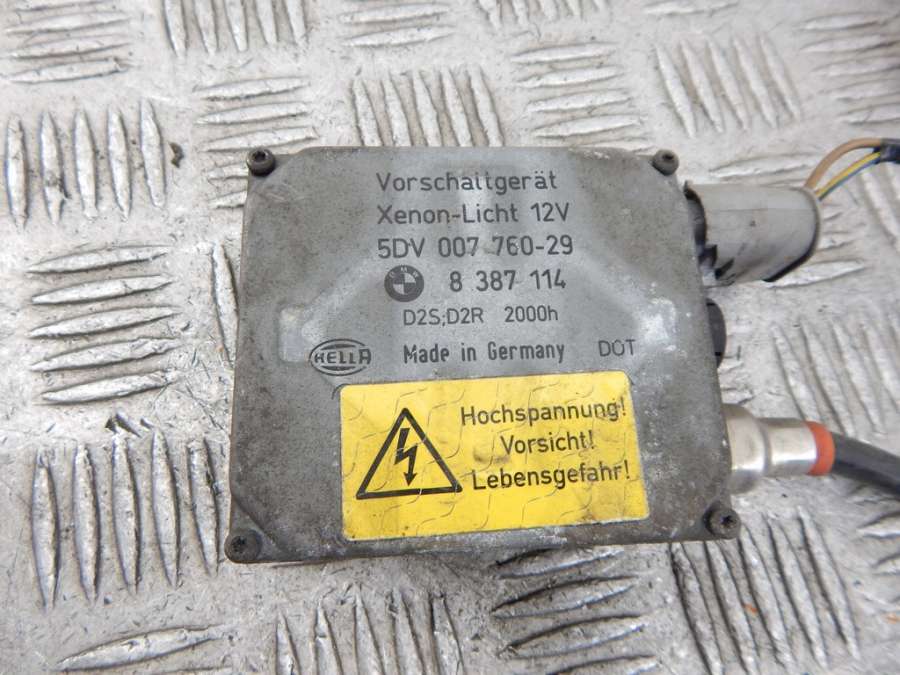 Vorschaltgerät
Xenon-Licht 12V
5DV 007 760-29
BMW 8 387 114
D2S;D2R 2000h
HELLA Made in Germany DOT
Hochspannung!
Vorsicht!
Lebensgefahr!